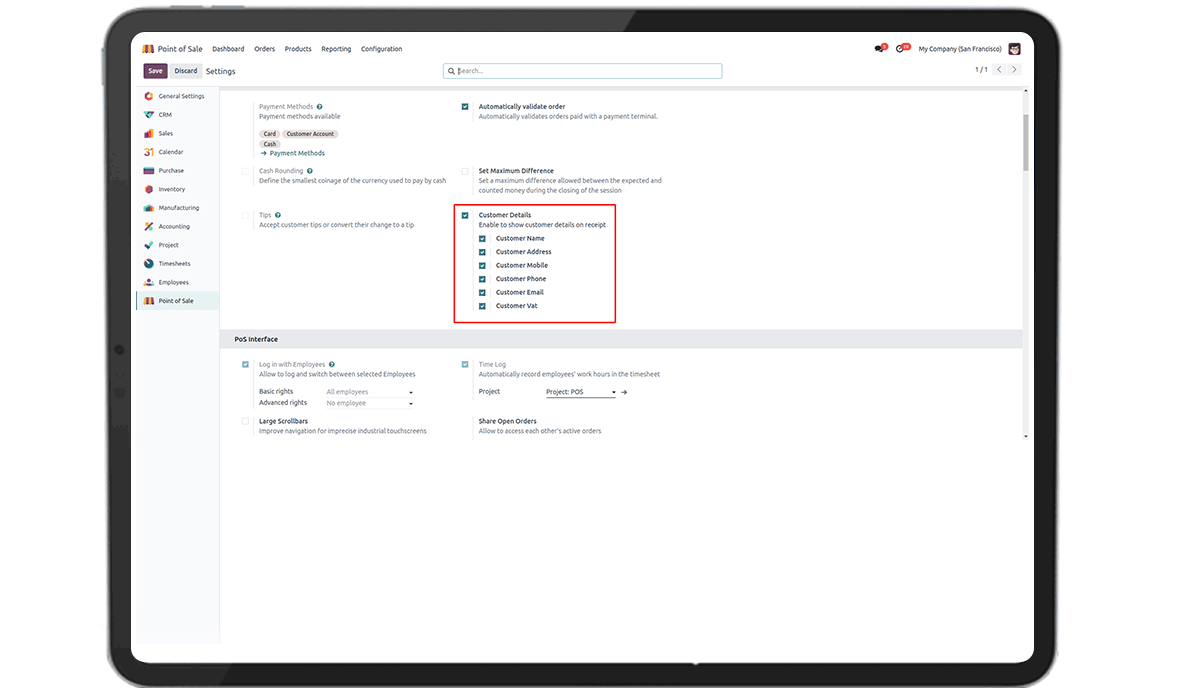 Point of Sale Dashboard Orders Products Reporting Configuration
My Company (San Francisco)
Save Discard Settings
Search...
1 / 1
General Settings
CRM
Sales
31 Calendar
Purchase
Inventory
Manufacturing
Accounting
Project
Timesheets
Employees
Point of Sale
Payment Methods ?
Payment methods available
Card Customer Account
Cash
→ Payment Methods
Automatically validate order
Automatically validates orders paid with a payment terminal.
Cash Rounding ?
Define the smallest coinage of the currency used to pay by cash
Set Maximum Difference
Set a maximum difference allowed between the expected and
counted money during the closing of the session
Tips ?
Accept customer tips or convert their change to a tip
Customer Details
Enable to show customer details on receipt
Customer Name
Customer Address
Customer Mobile
Customer Phone
Customer Email
Customer Vat
PoS Interface
Log in with Employees ?
Allow to log and switch between selected Employees
Basic rights All employees
Advanced rights No employee
Time Log
Automatically record employees' work hours in the timesheet
Project Project: POS →
Large Scrollbars
Improve navigation for imprecise industrial touchscreens
Share Open Orders
Allow to access each other's active orders